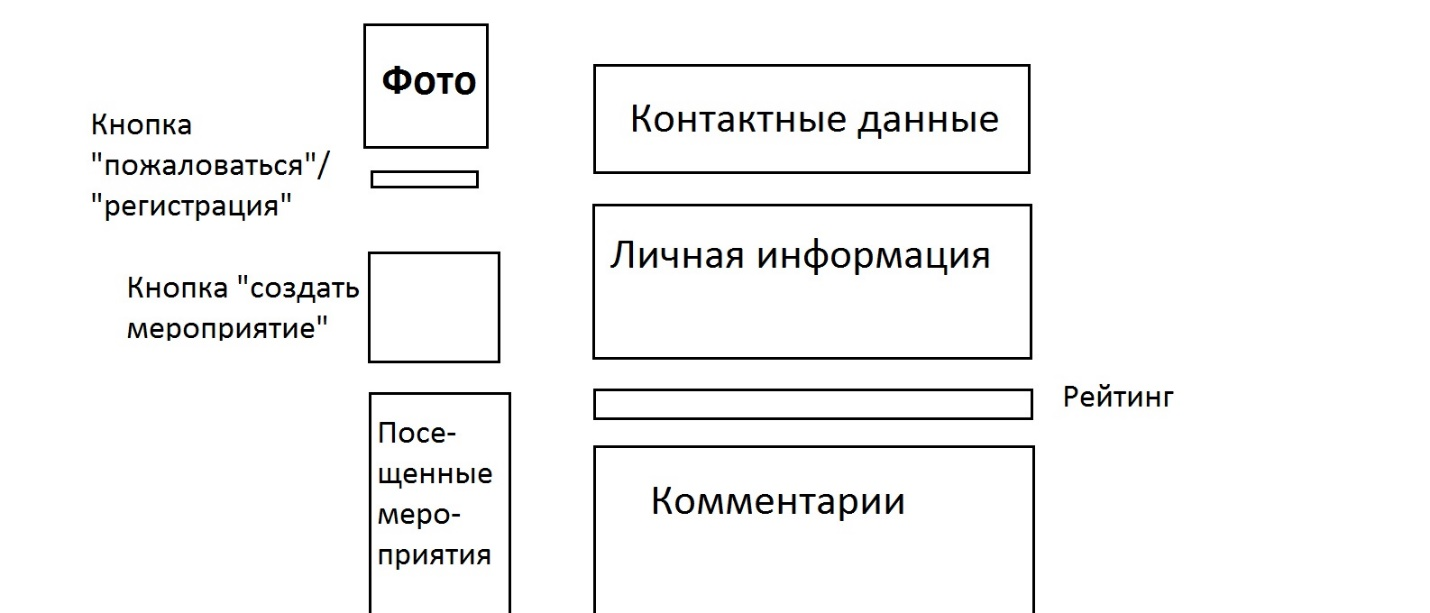 Фото
Кнопка
"пожаловаться"/
"регистрация"
Кнопка "создать
мероприятие"
Посе-
щенные
меро-
приятия
Контактные данные
Личная информация
Рейтинг
Комментарии